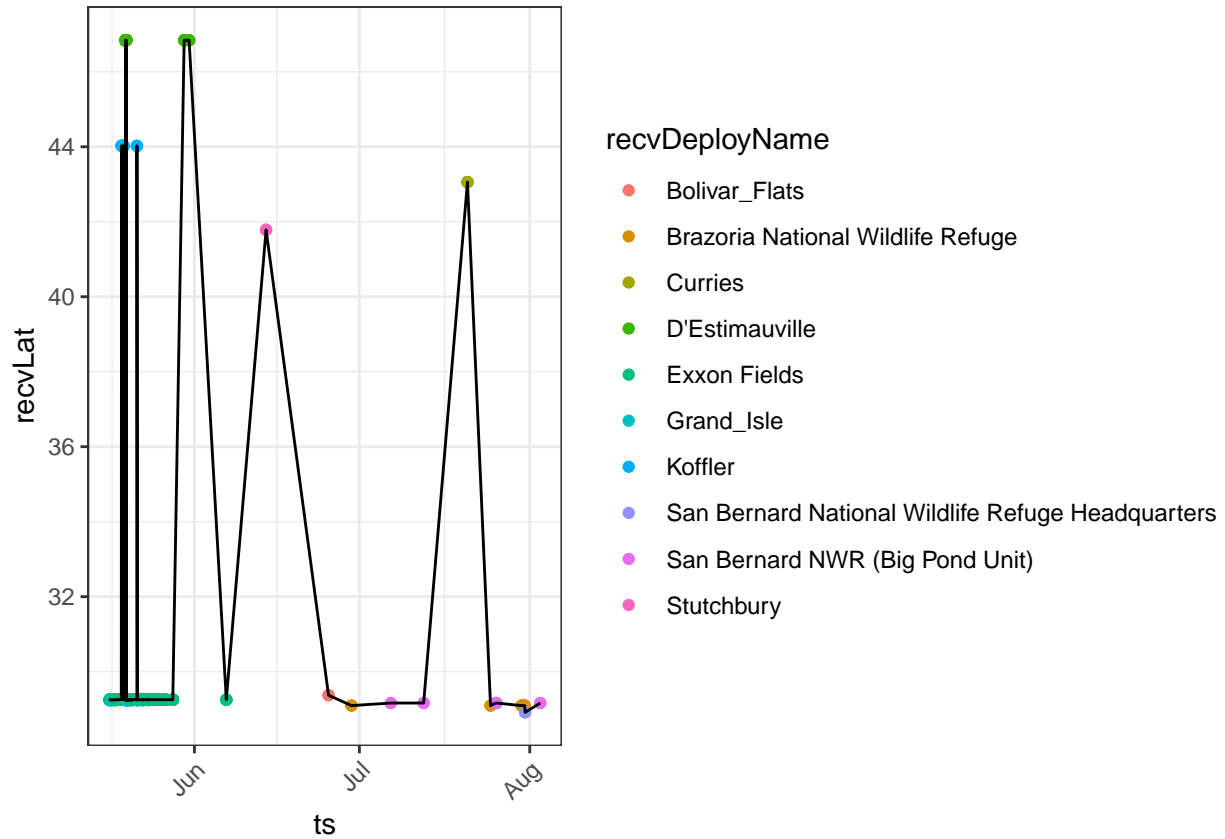 recvLat
44
40
36
32
Jun
Jul
Aug
ts
recvDeployName
Bolivar_Flats
Brazoria National Wildlife Refuge
Curries
D'Estimauville
Exxon Fields
Grand_Isle
Koffler
San Bernard National Wildlife Refuge Headquarters
San Bernard NWR (Big Pond Unit)
Stutchbury